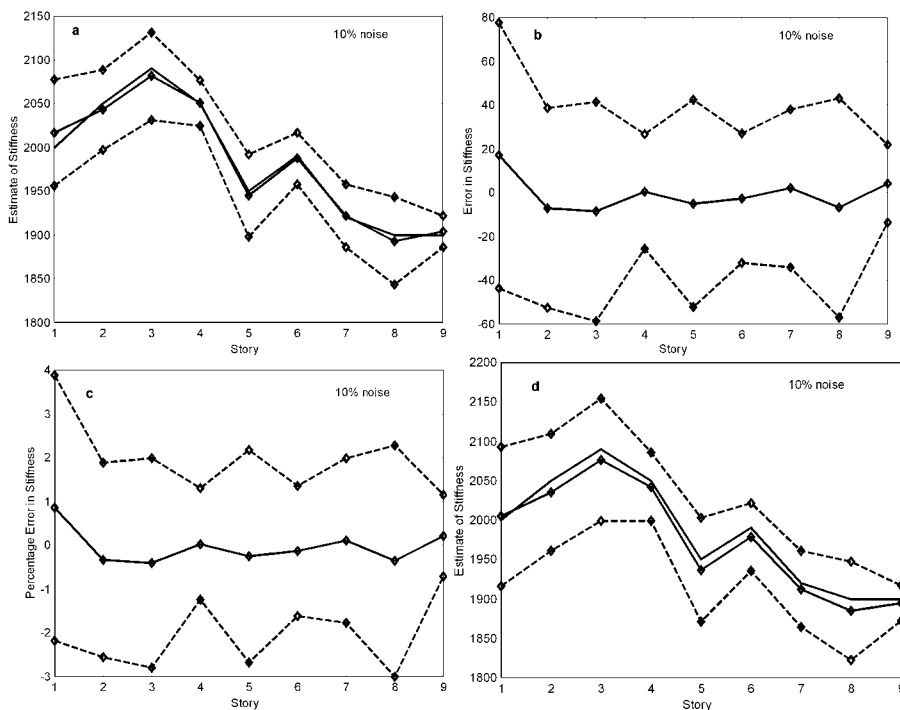 a
10% noise
2150
2100
2050
2000
1950
1900
1850
1800
Estimate of Stiffness
1 2 3 4 5 6 7 8 9
Story
b
10% noise
80
60
40
20
0
-20
-40
-60
Error in Stiffness
1 2 3 4 5 6 7 8 9
Story
c
10% noise
4
3
2
1
0
-1
-2
-3
Percentage Error in Stiffness
1 2 3 4 5 6 7 8 9
Story
d
10% noise
2200
2150
2100
2050
2000
1950
1900
1850
1800
Estimate of Stiffness
1 2 3 4 5 6 7 8 9
Story